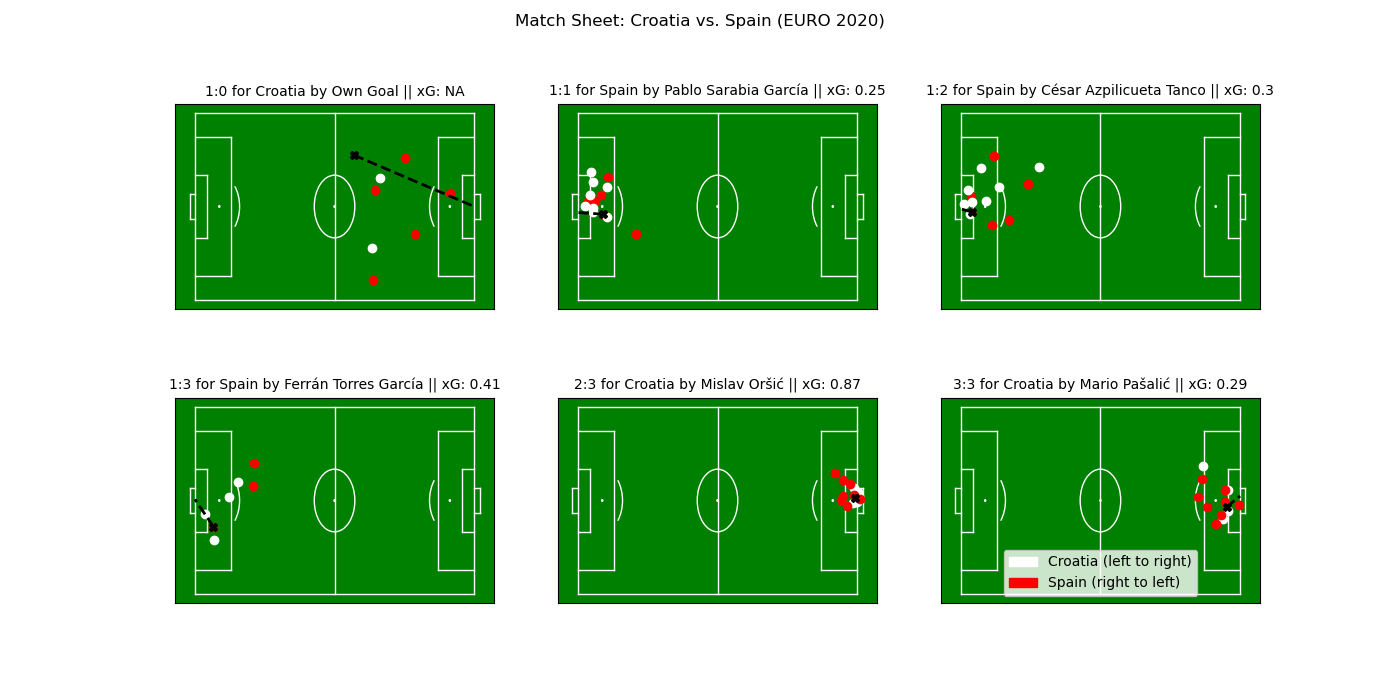 Match Sheet: Croatia vs. Spain (EURO 2020)
1:0 for Croatia by Own Goal || xG: NA
1:1 for Spain by Pablo Sarabia García || xG: 0.25
1:2 for Spain by César Azpilicueta Tanco || xG: 0.3
1:3 for Spain by Ferrán Torres García || xG: 0.41
2:3 for Croatia by Mislav Oršić || xG: 0.87
3:3 for Croatia by Mario Pašalić || xG: 0.29
Croatia (left to right)
Spain (right to left)